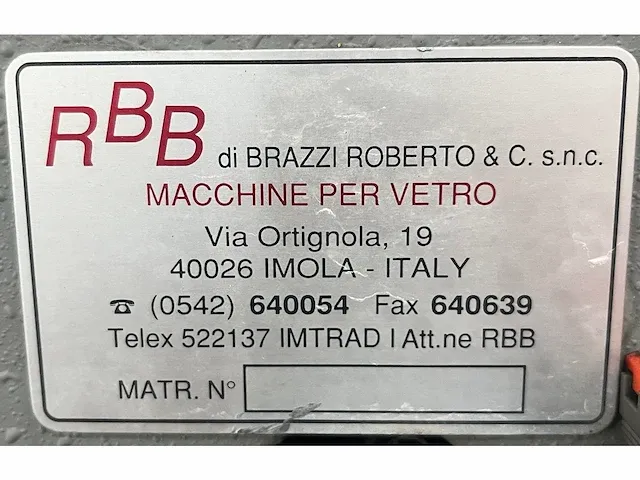 RBB di BRAZZI ROBERTO & C. s.n.c.
MACCHINE PER VETRO
Via Ortignola, 19
40026 IMOLA - ITALY
☎ (0542) 640054 Fax 640639
Telex 522137 IMTRAD I Att.ne RBB
MATR. N°